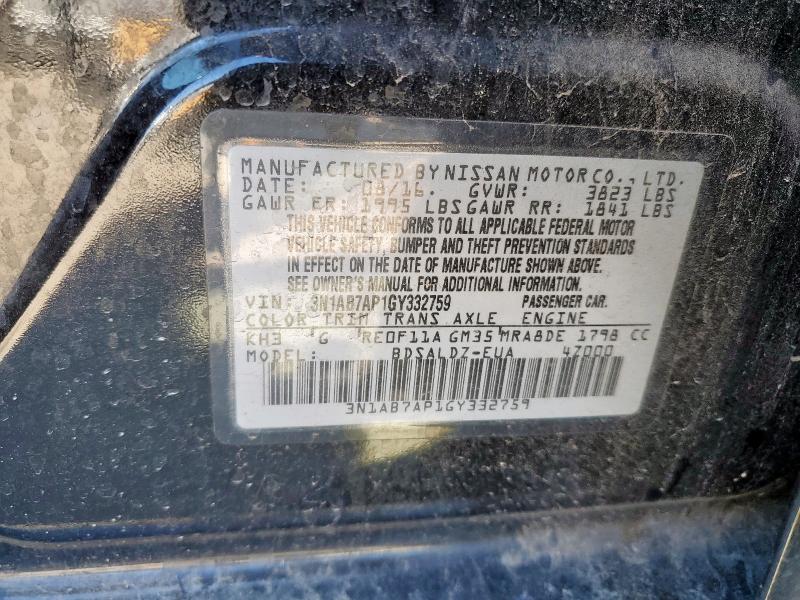 MANUFACTURED BY NISSAN MOTOR CO., LTD.
DATE: 08/16. GVWR: 3823 LBS
GAWR FR: 1995 LBS GAWR RR: 1841 LBS
THIS VEHICLE CONFORMS TO ALL APPLICABLE FEDERAL MOTOR
VEHICLE SAFETY, BUMPER AND THEFT PREVENTION STANDARDS
IN EFFECT ON THE DATE OF MANUFACTURE SHOWN ABOVE.
SEE OWNER'S MANUAL FOR ADDITIONAL INFORMATION.
VIN: 3N1AB7AP1GY332759 PASSENGER CAR.
COLOR TRIM TRANS AXLE ENGINE
KH3 G RE0F11A GM35 MRA8DE 1798 CC
MODEL: BDSALDZ-EUA 4Z000
3N1AB7AP1GY332759